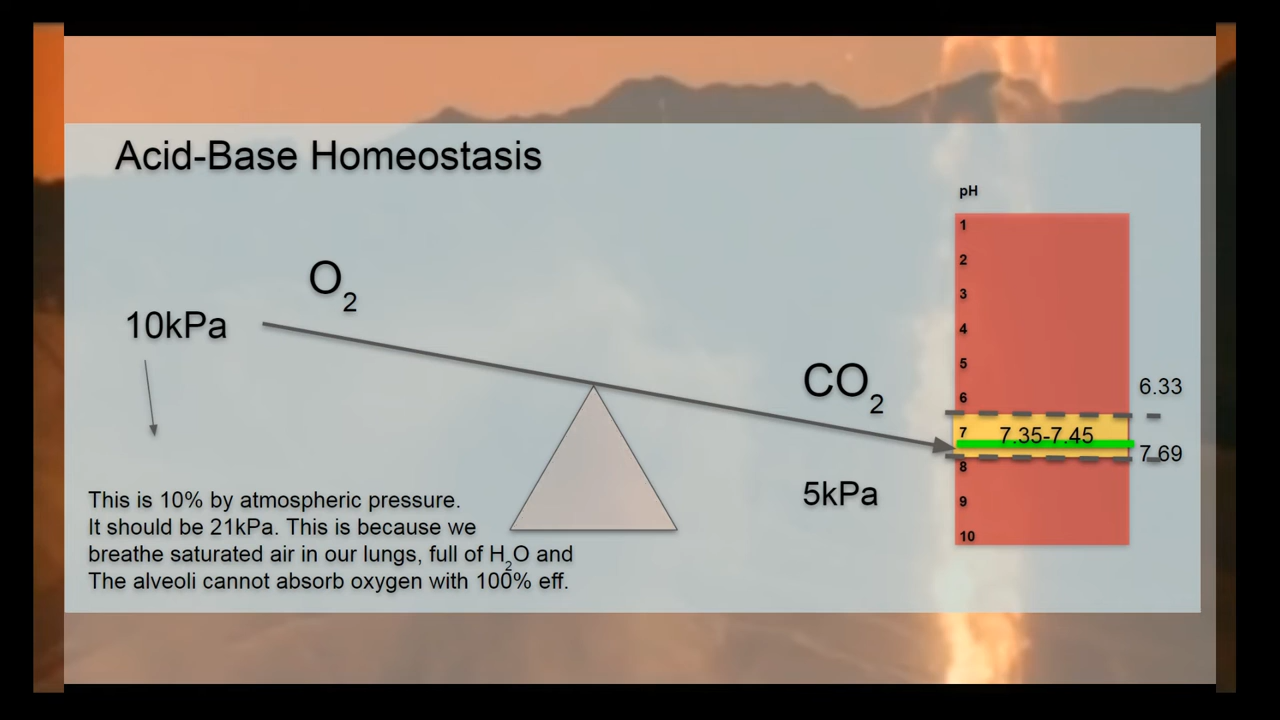 Acid-Base Homeostasis
pH
O2
10kPa
CO2
5kPa
1
2
3
4
5
6
7
8
9
10
6.33
7.35-7.45
7.69
This is 10% by atmospheric pressure.
It should be 21kPa. This is because we
breathe saturated air in our lungs, full of H2O and
The alveoli cannot absorb oxygen with 100% eff.